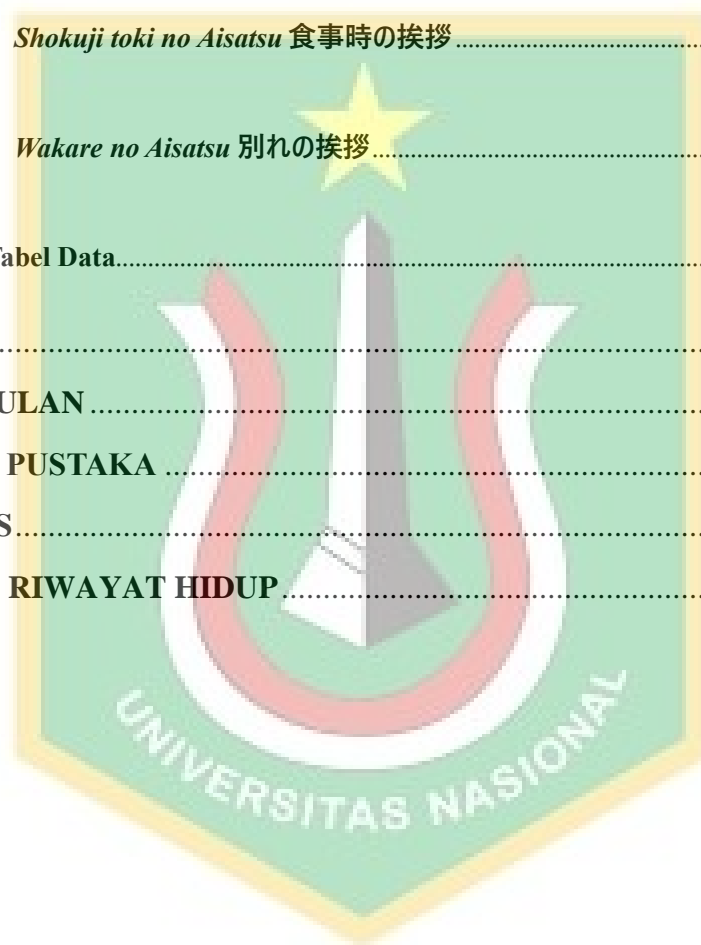 Shokuji toki no Aisatsu 食事時の挨拶
Wakare no Aisatsu 別れの挨拶
Tabel Data
ULAN
PUSTAKA
S
RIWAYAT HIDUP
UNIVERSITAS NASIONAL